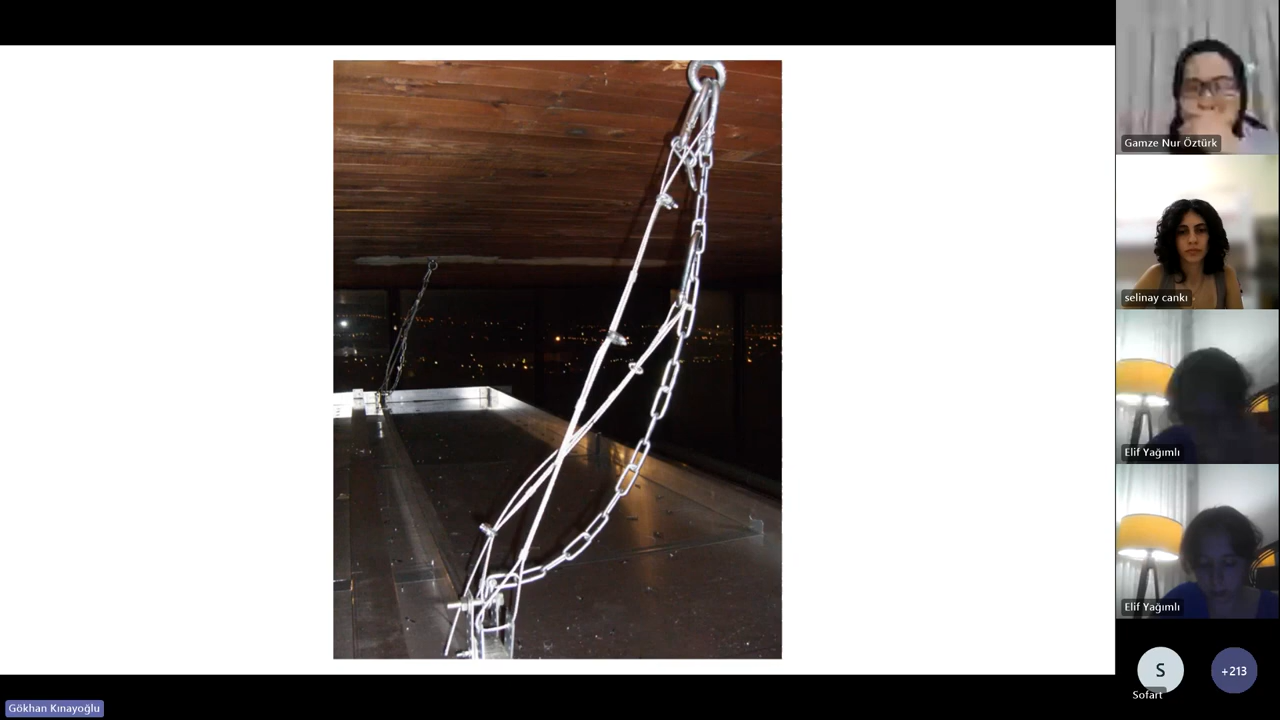 Gamze Nur Öztürk
selinay cankı
Elif Yağımlı
Elif Yağımlı
S
Sofart
+213
Gökhan Kınayoğlu